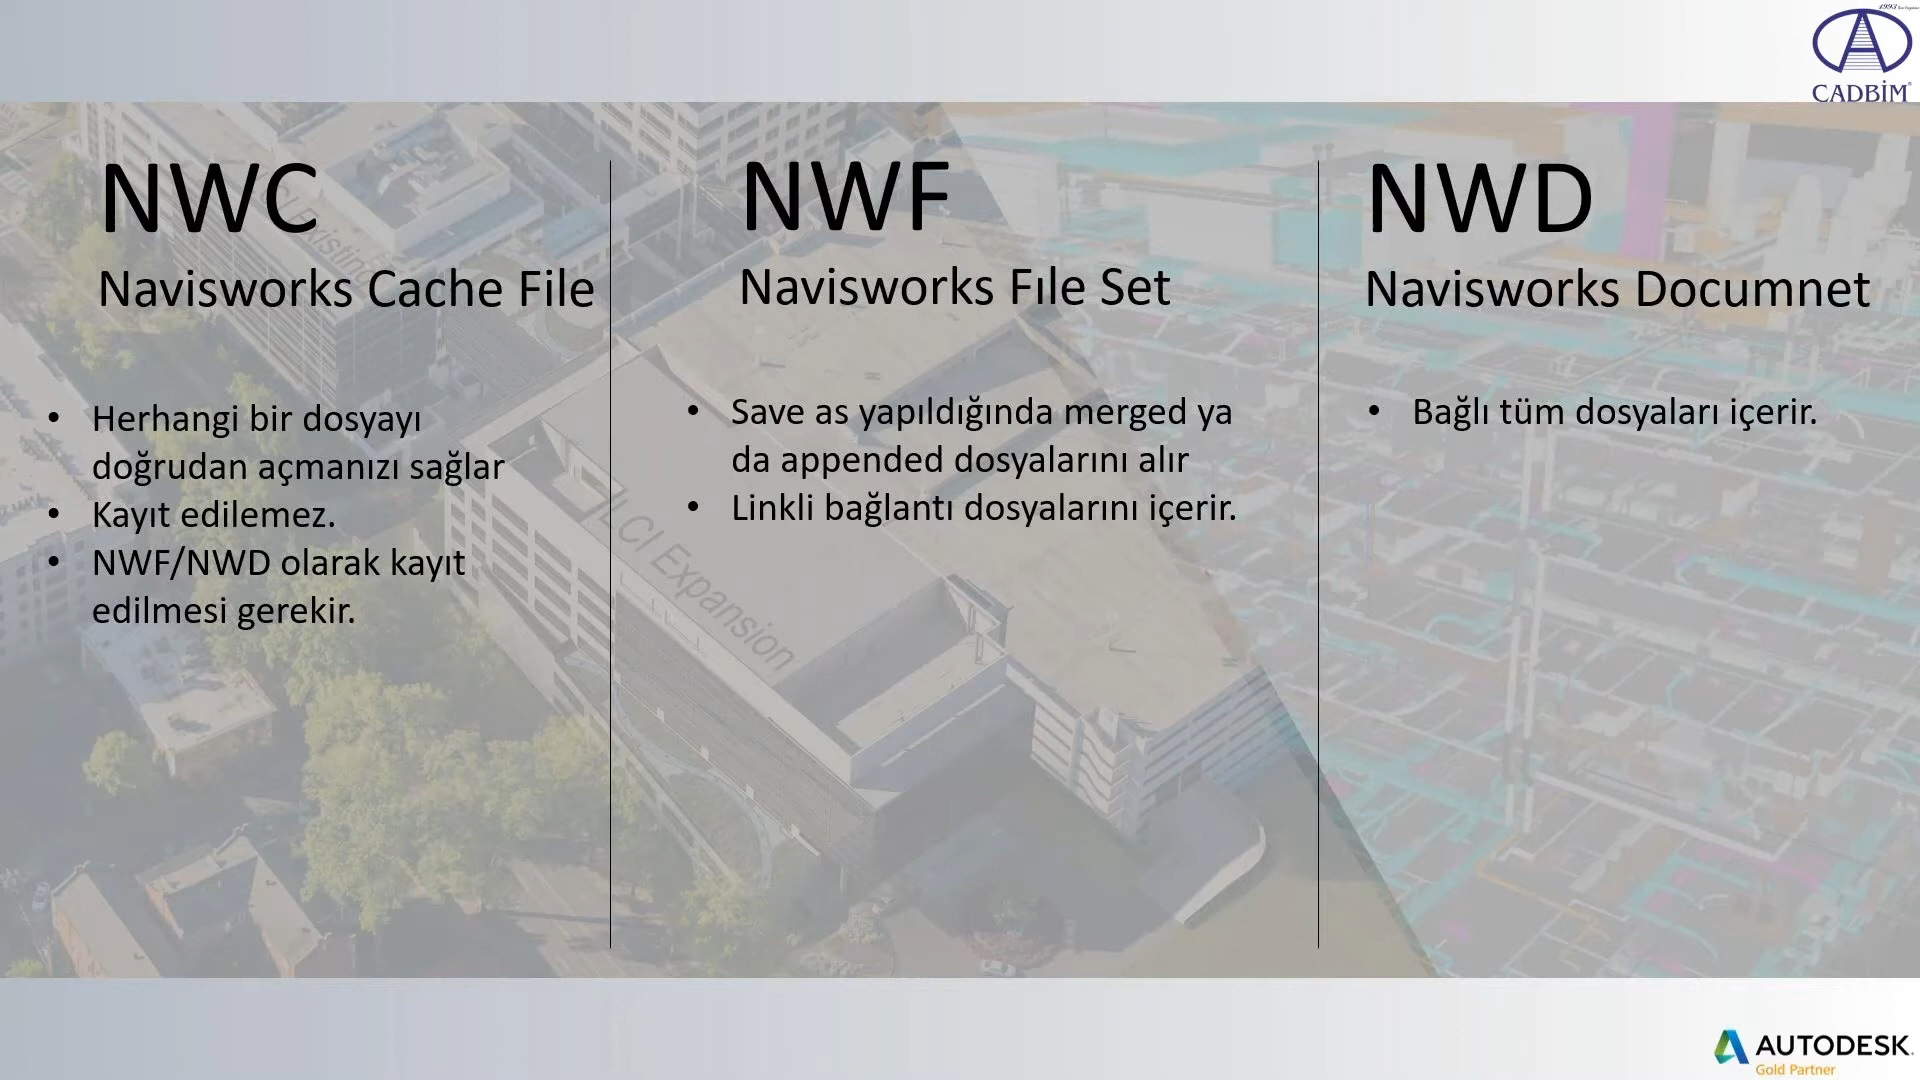 CADBİM
NWC
Navisworks Cache File
• Herhangi bir dosyayı
doğrudan açmanızı sağlar
• Kayıt edilemez.
• NWF/NWD olarak kayıt
edilmesi gerekir.
NWF
Navisworks Fıle Set
• Save as yapıldığında merged ya
da appended dosyalarını alır
• Linkli bağlantı dosyalarını içerir.
NWD
Navisworks Documnet
• Bağlı tüm dosyaları içerir.
LCI Expansion
AUTODESK
Gold Partner